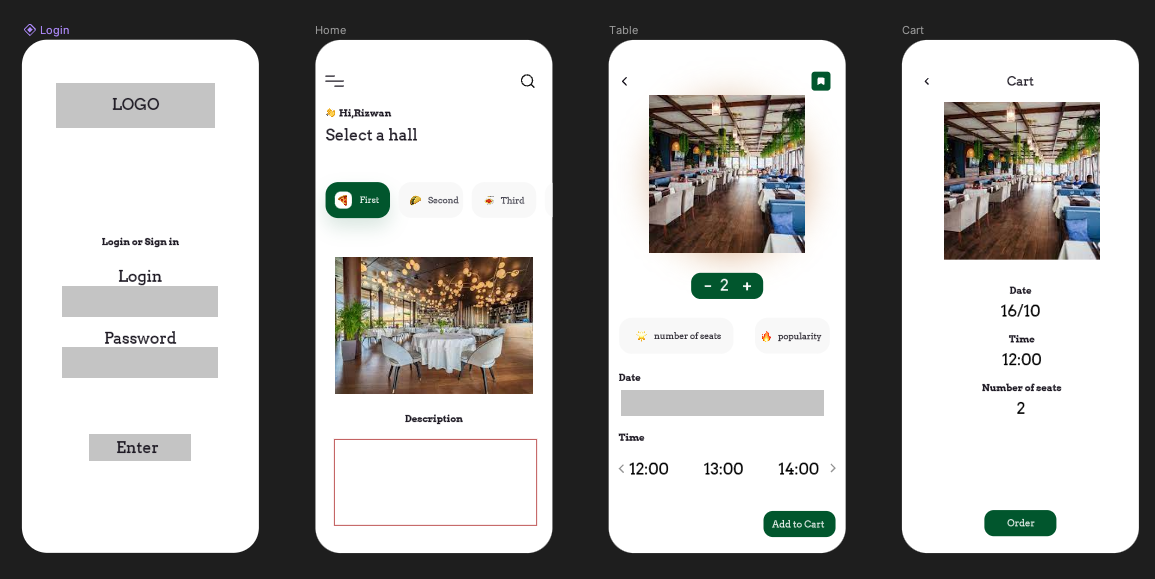 Login
LOGO
Login or Sign in
Login
Password
Enter
Home
Hi,Rizwan
Select a hall
First
Second
Third
Description
Table
- 2 +
number of seats
popularity
Date
Time
12:00 13:00 14:00
Add to Cart
Cart
Cart
Date
16/10
Time
12:00
Number of seats
2
Order